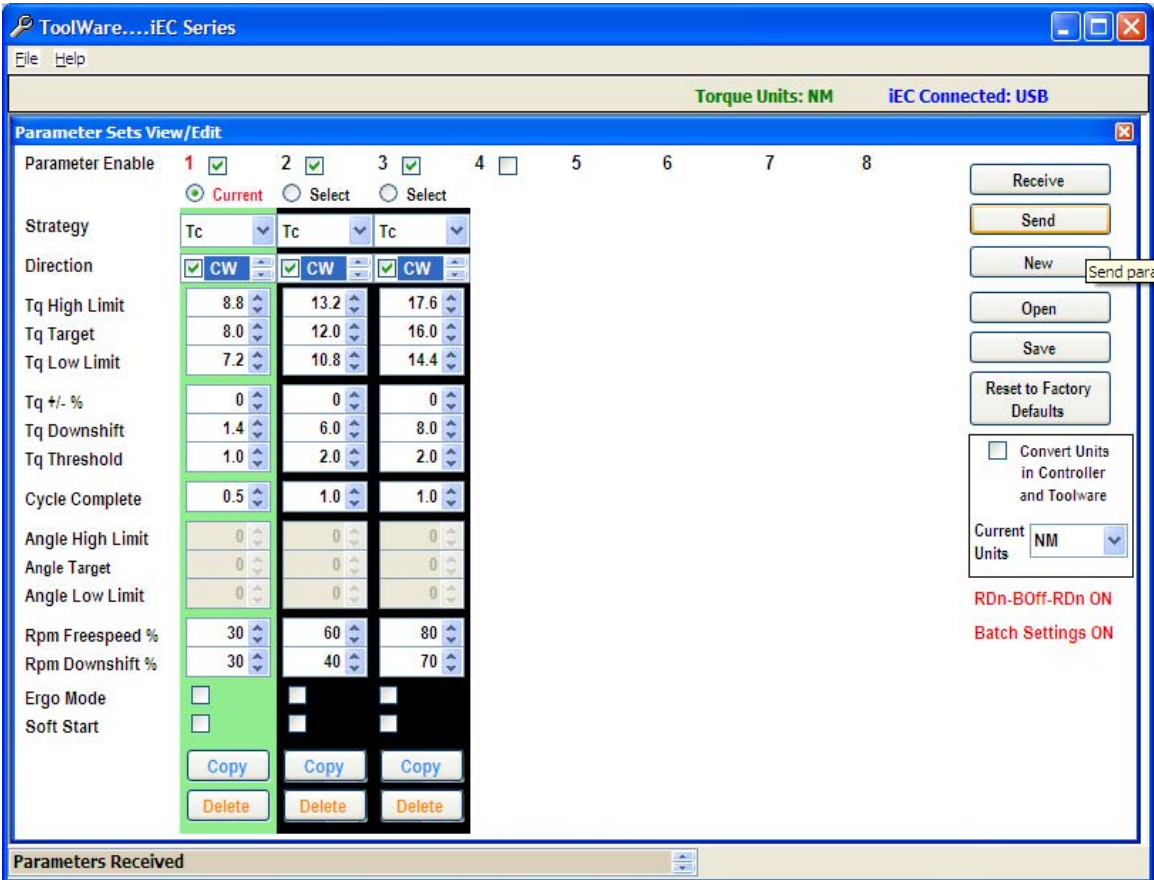 ToolWare....iEC Series
File Help
Torque Units: NM iEC Connected: USB
Parameter Sets View/Edit
Parameter Enable 1 2 3 4 5 6 7 8
Current Select Select
Strategy Tc Tc Tc
Direction CW CW CW
Tq High Limit 8.8 13.2 17.6
Tq Target 8.0 12.0 16.0
Tq Low Limit 7.2 10.8 14.4
Tq +/- % 0 0 0
Tq Downshift 1.4 6.0 8.0
Tq Threshold 1.0 2.0 2.0
Cycle Complete 0.5 1.0 1.0
Angle High Limit 0 0 0
Angle Target 0 0 0
Angle Low Limit 0 0 0
Rpm Freespeed % 30 60 80
Rpm Downshift % 30 40 70
Ergo Mode
Soft Start
Copy Copy Copy
Delete Delete Delete
Receive
Send
New
Send para
Open
Save
Reset to Factory
Defaults
Convert Units
in Controller
and Toolware
Current
Units NM
RDn-BOff-RDn ON
Batch Settings ON
Parameters Received